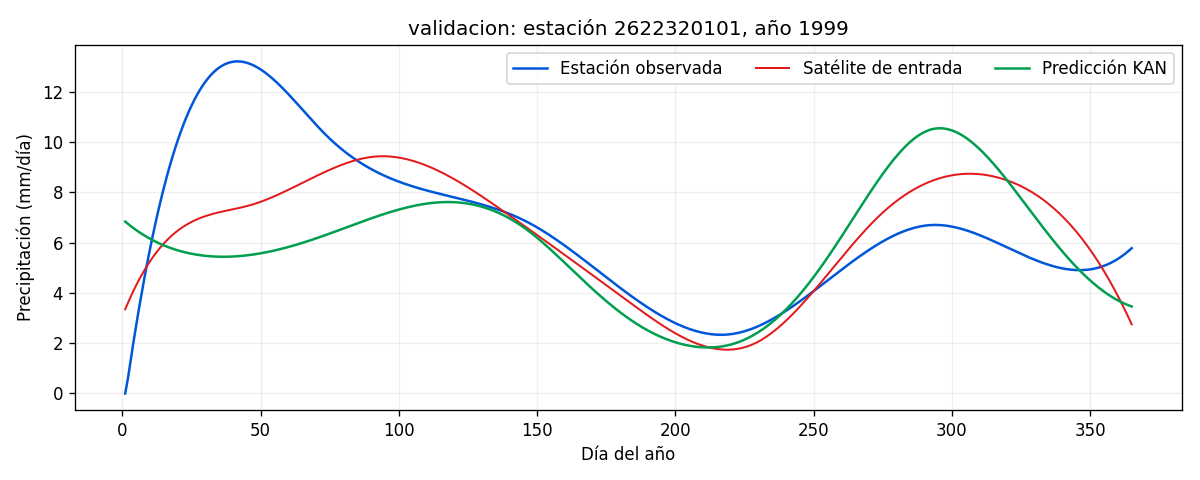 validacion: estación 2622320101, año 1999
Estación observada
Satélite de entrada
Predicción KAN
Precipitación (mm/día)
12
10
8
6
4
2
0
0 50 100 150 200 250 300 350
Día del año